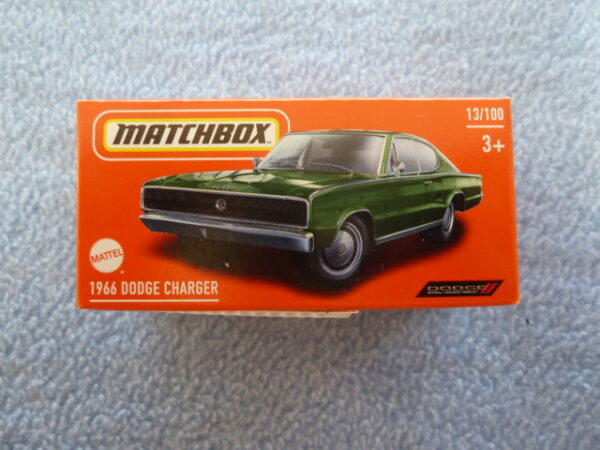 MATCHBOX
13/100
3+
MATTEL
1966 DODGE CHARGER
DODGE